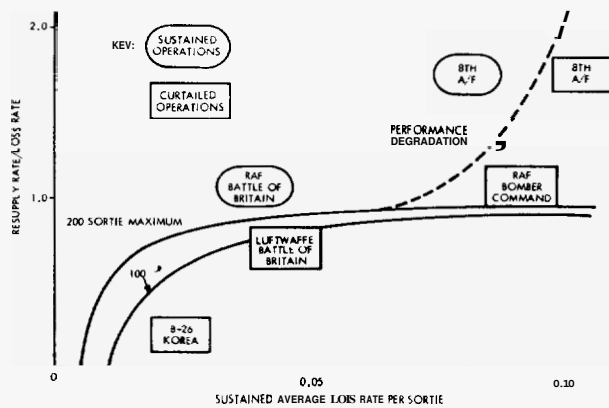 2.0
KEV:
SUSTAINED
OPERATIONS
CURTAILED
OPERATIONS
8TH
A/F
8TH
A/F
PERFORMANCE
DEGRADATION
RESUPPLY RATE/LOSS RATE
1.0
RAF
BATTLE OF
BRITAIN
RAF
BOMBER
COMMAND
200 SORTIE MAXIMUM
LUFTWAFFE
BATTLE OF
BRITAIN
100
B-26
KOREA
0
0.05
0.10
SUSTAINED AVERAGE LOIS RATE PER SORTIE